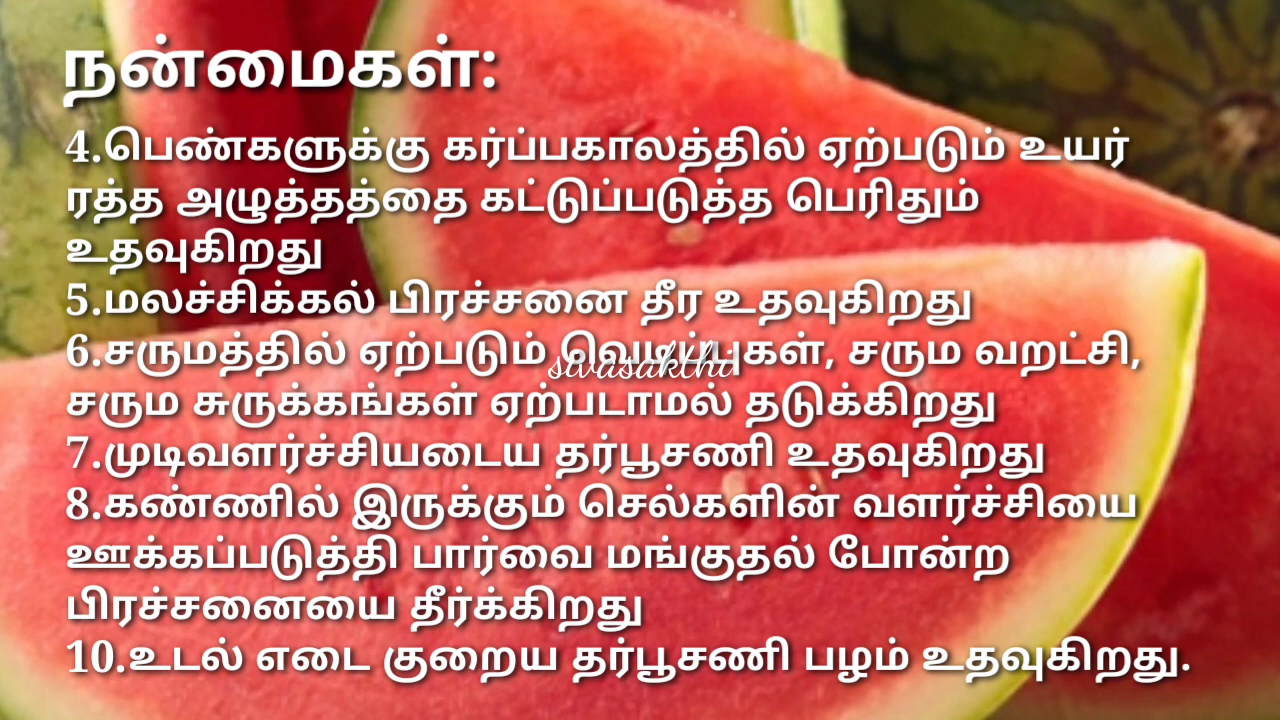 நன்மைகள்:
4.பெண்களுக்கு கர்ப்பகாலத்தில் ஏற்படும் உயர்
ரத்த அழுத்தத்தை கட்டுப்படுத்த பெரிதும்
உதவுகிறது
5.மலச்சிக்கல் பிரச்சனை தீர உதவுகிறது
6.சருமத்தில் ஏற்படும் வெடிப்புகள், சரும வறட்சி,
sivasakthi
சரும சுருக்கங்கள் ஏற்படாமல் தடுக்கிறது
7.முடிவளர்ச்சியடைய தர்பூசணி உதவுகிறது
8.கண்ணில் இருக்கும் செல்களின் வளர்ச்சியை
ஊக்கப்படுத்தி பார்வை மங்குதல் போன்ற
பிரச்சனையை தீர்க்கிறது
10.உடல் எடை குறைய தர்பூசணி பழம் உதவுகிறது.